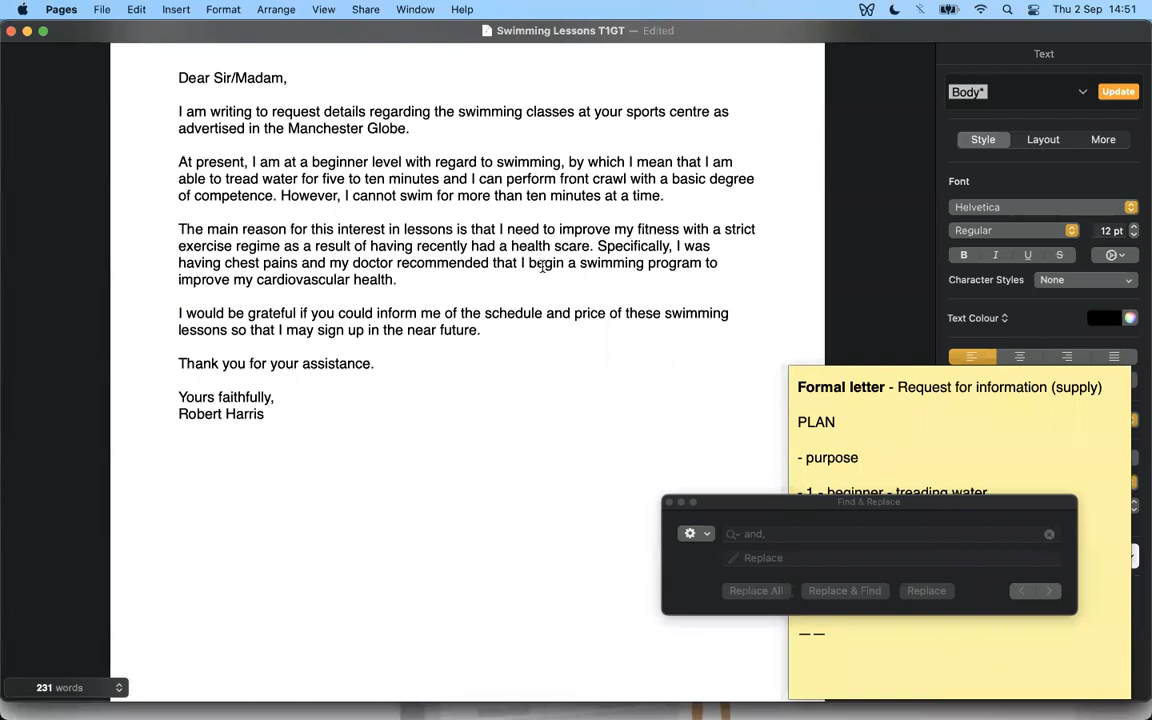 Pages File Edit Insert Format Arrange View Share Window Help Thu 2 Sep 14:51
Swimming Lessons T1GT — Edited
Dear Sir/Madam,
I am writing to request details regarding the swimming classes at your sports centre as
advertised in the Manchester Globe.
At present, I am at a beginner level with regard to swimming, by which I mean that I am
able to tread water for five to ten minutes and I can perform front crawl with a basic degree
of competence. However, I cannot swim for more than ten minutes at a time.
The main reason for this interest in lessons is that I need to improve my fitness with a strict
exercise regime as a result of having recently had a health scare. Specifically, I was
having chest pains and my doctor recommended that I begin a swimming program to
improve my cardiovascular health.
I would be grateful if you could inform me of the schedule and price of these swimming
lessons so that I may sign up in the near future.
Thank you for your assistance.
Yours faithfully,
Robert Harris
231 words
Text
Body* Update
Style Layout More
Font
Helvetica
Regular 12 pt
B I U S
Character Styles None
Text Colour
Formal letter - Request for information (supply)
PLAN
- purpose
- 1 - beginner - treading water
Find & Replace
and,
Replace
Replace All Replace & Find Replace
— —